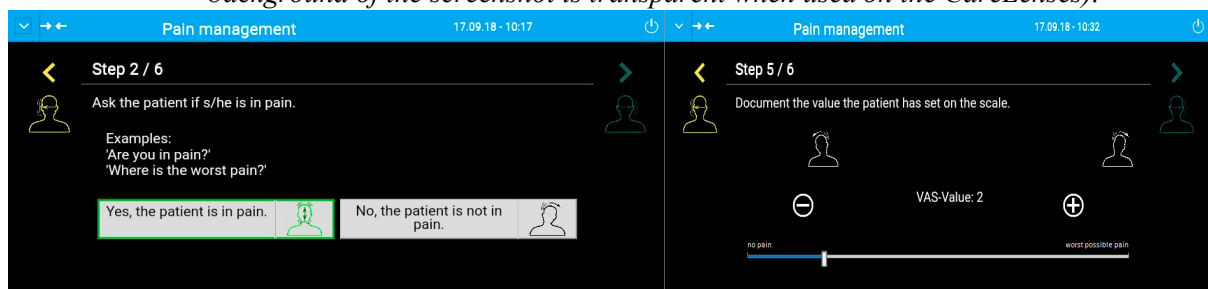 background of the screenshot is transparent when used on the CareLenses).
Pain management 17.09.18 - 10:17
Step 2 / 6
Ask the patient if s/he is in pain.
Examples:
'Are you in pain?'
'Where is the worst pain?'
Yes, the patient is in pain.
No, the patient is not in
pain.
Pain management 17.09.18 - 10:32
Step 5 / 6
Document the value the patient has set on the scale.
VAS-Value: 2
no pain worst possible pain